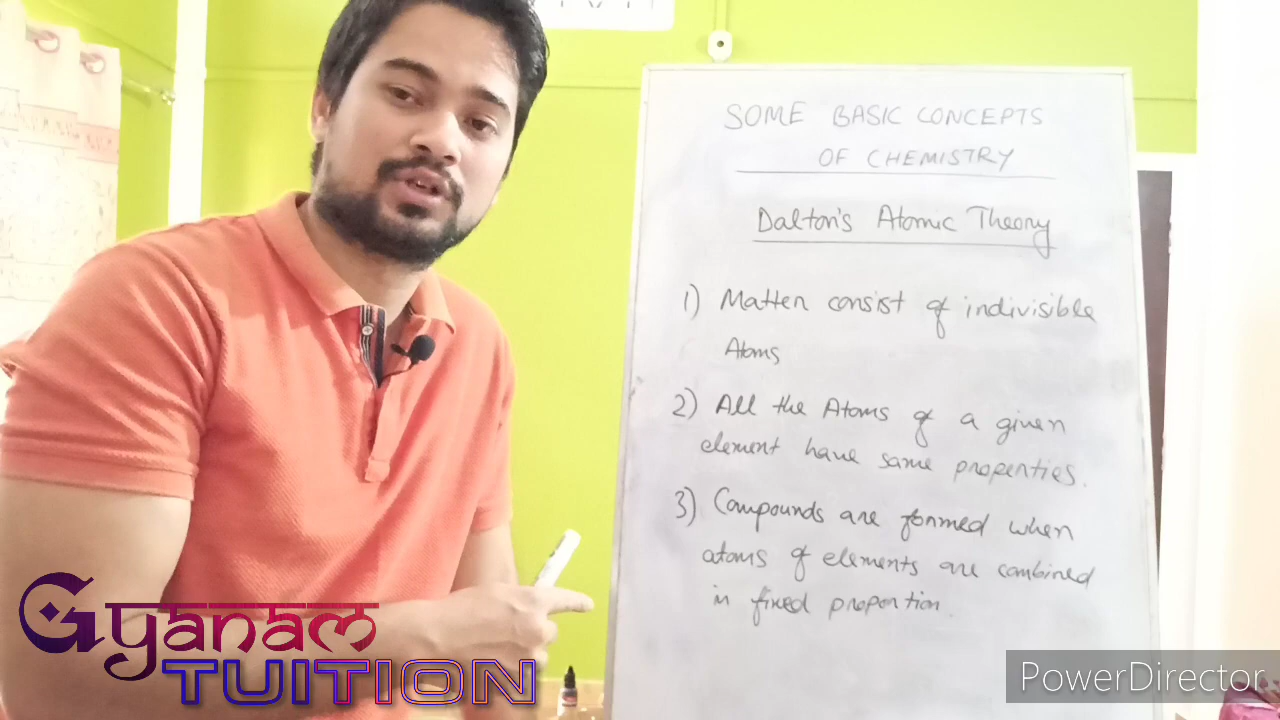 SOME BASIC CONCEPTS
OF CHEMISTRY
Dalton's Atomic Theory
1) Matter consist of indivisible
Atoms
2) All the Atoms of a given
element have same properties.
3) Compounds are formed when
atoms of elements are combined
in fixed proportion.
GYANAM
TUITION
PowerDirector